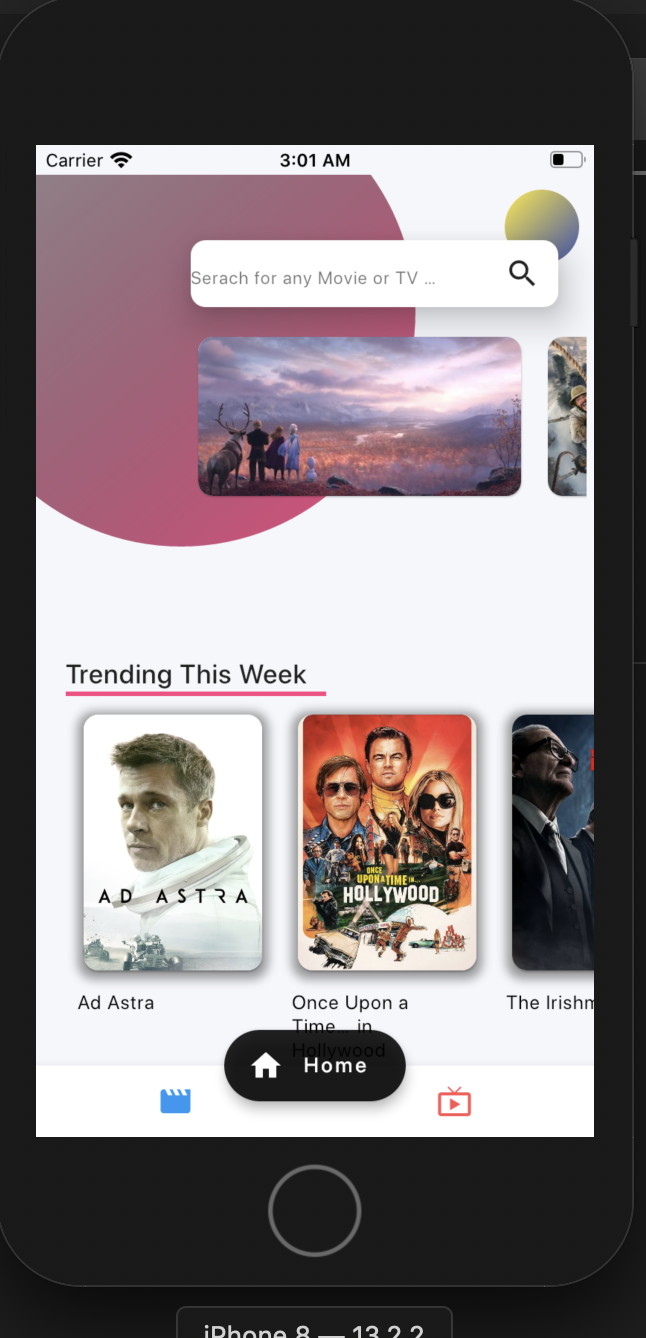 Carrier
3:01 AM
Serach for any Movie or TV ...
Trending This Week
AD ASTRA
ONCE
UPON A TIME IN...
HOLLYWOOD
Ad Astra
Once Upon a
Time... in
Hollywood
The Irishm
Home
iPhone 8 — 13.2.2